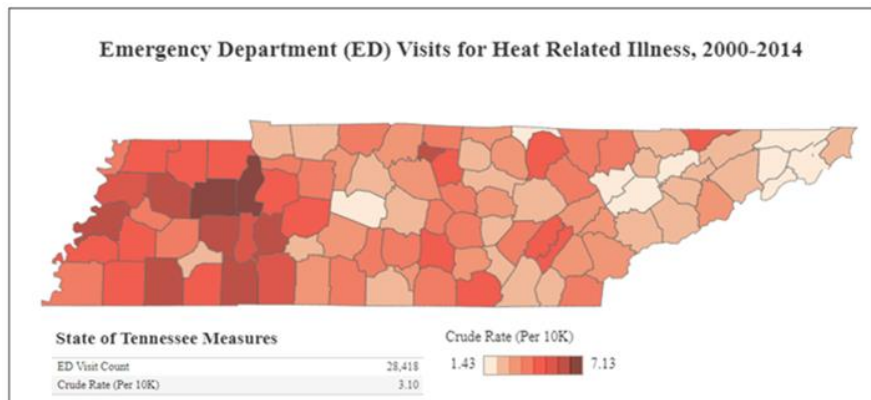 Emergency Department (ED) Visits for Heat Related Illness, 2000-2014
State of Tennessee Measures
ED Visit Count 28,418
Crude Rate (Per 10K) 3.10
Crude Rate (Per 10K)
1.43 7.13